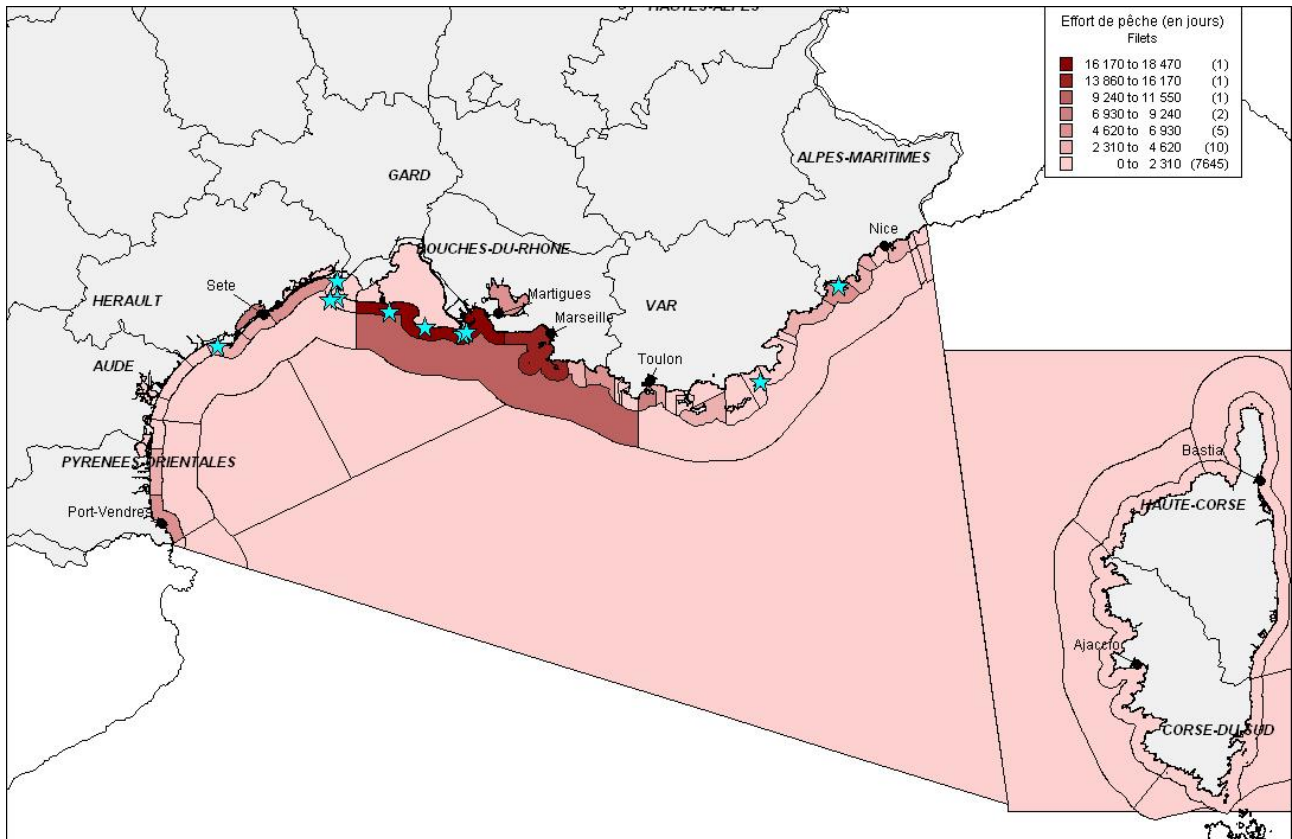 HAUTES-ALPES
Effort de pêche (en jours)
Filets
16 170 to 18 470 (1)
13 860 to 16 170 (1)
9 240 to 11 550 (1)
6 930 to 9 240 (2)
4 620 to 6 930 (5)
2 310 to 4 620 (10)
0 to 2 310 (7645)
ALPES-MARITIMES
GARD
Nice
BOUCHES-DU-RHONE
Sete
Martigues
HERAULT
VAR
Marseille
Toulon
AUDE
Bastia
PYRENEES-ORIENTALES
HAUTE-CORSE
Port-Vendres
Ajaccio
CORSE-DU-SUD